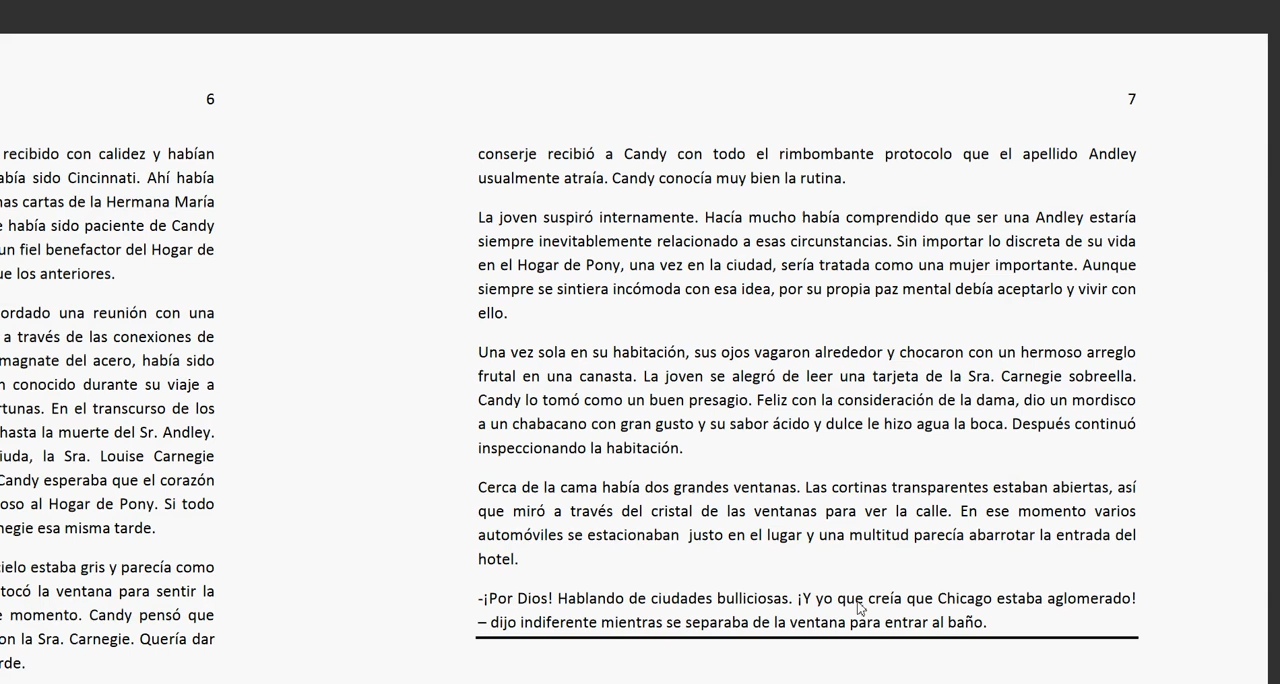 6
recibido con calidez y habían
había sido Cincinnati. Ahí había
cartas de la Hermana María
había sido paciente de Candy
un fiel benefactor del Hogar de
que los anteriores.
una reunión con una
a través de las conexiones de
magnate del acero, había sido
conocido durante su viaje a
En el transcurso de los
hasta la muerte del Sr. Andley.
la Sra. Louise Carnegie
Candy esperaba que el corazón
al Hogar de Pony. Si todo
esa misma tarde.
cielo estaba gris y parecía como
tocó la ventana para sentir la
momento. Candy pensó que
la Sra. Carnegie. Quería dar
7
conserje recibió a Candy con todo el rimbombante protocolo que el apellido Andley
usualmente atraía. Candy conocía muy bien la rutina.
La joven suspiró internamente. Hacía mucho había comprendido que ser una Andley estaría
siempre inevitablemente relacionado a esas circunstancias. Sin importar lo discreta de su vida
en el Hogar de Pony, una vez en la ciudad, sería tratada como una mujer importante. Aunque
siempre se sintiera incómoda con esa idea, por su propia paz mental debía aceptarlo y vivir con
ello.
Una vez sola en su habitación, sus ojos vagaron alrededor y chocaron con un hermoso arreglo
frutal en una canasta. La joven se alegró de leer una tarjeta de la Sra. Carnegie sobreella.
Candy lo tomó como un buen presagio. Feliz con la consideración de la dama, dio un mordisco
a un chabacano con gran gusto y su sabor ácido y dulce le hizo agua la boca. Después continuó
inspeccionando la habitación.
Cerca de la cama había dos grandes ventanas. Las cortinas transparentes estaban abiertas, así
que miró a través del cristal de las ventanas para ver la calle. En ese momento varios
automóviles se estacionaban justo en el lugar y una multitud parecía abarrotar la entrada del
hotel.
-¡Por Dios! Hablando de ciudades bulliciosas. ¡Y yo que creía que Chicago estaba aglomerado!
– dijo indiferente mientras se separaba de la ventana para entrar al baño.